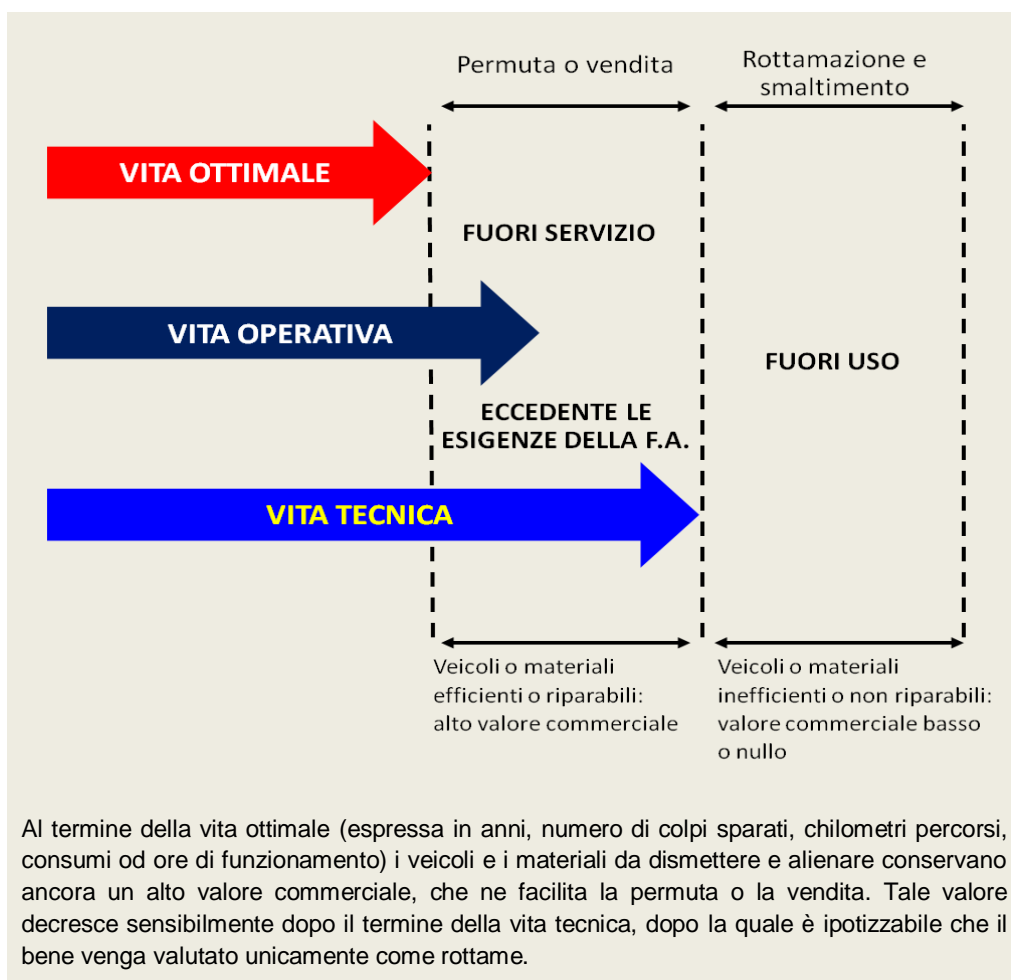 Permuta o vendita
Rottamazione e
smaltimento
VITA OTTIMALE
FUORI SERVIZIO
VITA OPERATIVA
FUORI USO
ECCEDENTE LE
ESIGENZE DELLA F.A.
VITA TECNICA
Veicoli o materiali
efficienti o riparabili:
alto valore commerciale
Veicoli o materiali
inefficienti o non riparabili:
valore commerciale basso
o nullo
Al termine della vita ottimale (espressa in anni, numero di colpi sparati, chilometri percorsi,
consumi od ore di funzionamento) i veicoli e i materiali da dismettere e alienare conservano
ancora un alto valore commerciale, che ne facilita la permuta o la vendita. Tale valore
decresce sensibilmente dopo il termine della vita tecnica, dopo la quale è ipotizzabile che il
bene venga valutato unicamente come rottame.